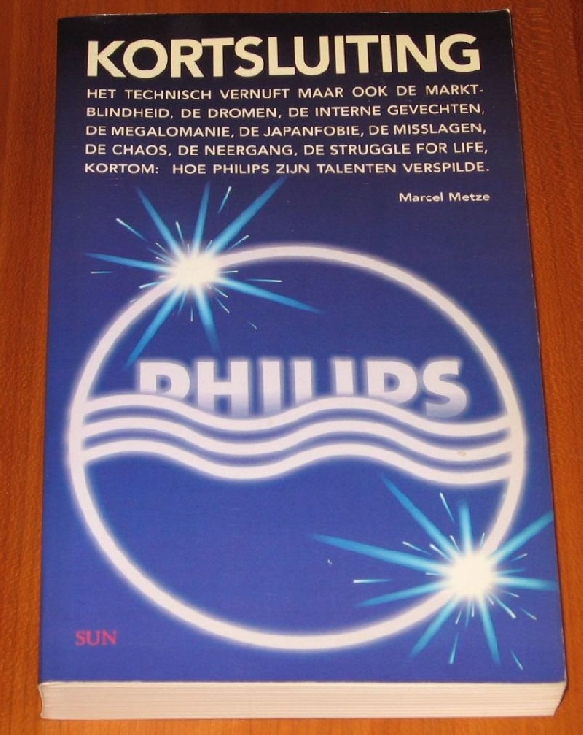 KORTSLUITING
HET TECHNISCH VERNUFT MAAR OOK DE MARKT-
BLINDHEID, DE DROMEN, DE INTERNE GEVECHTEN,
DE MEGALOMANIE, DE JAPANFOBIE, DE MISSLAGEN,
DE CHAOS, DE NEERGANG, DE STRUGGLE FOR LIFE,
KORTOM: HOE PHILIPS ZIJN TALENTEN VERSPILDE.
Marcel Metze
PHILIPS
SUN